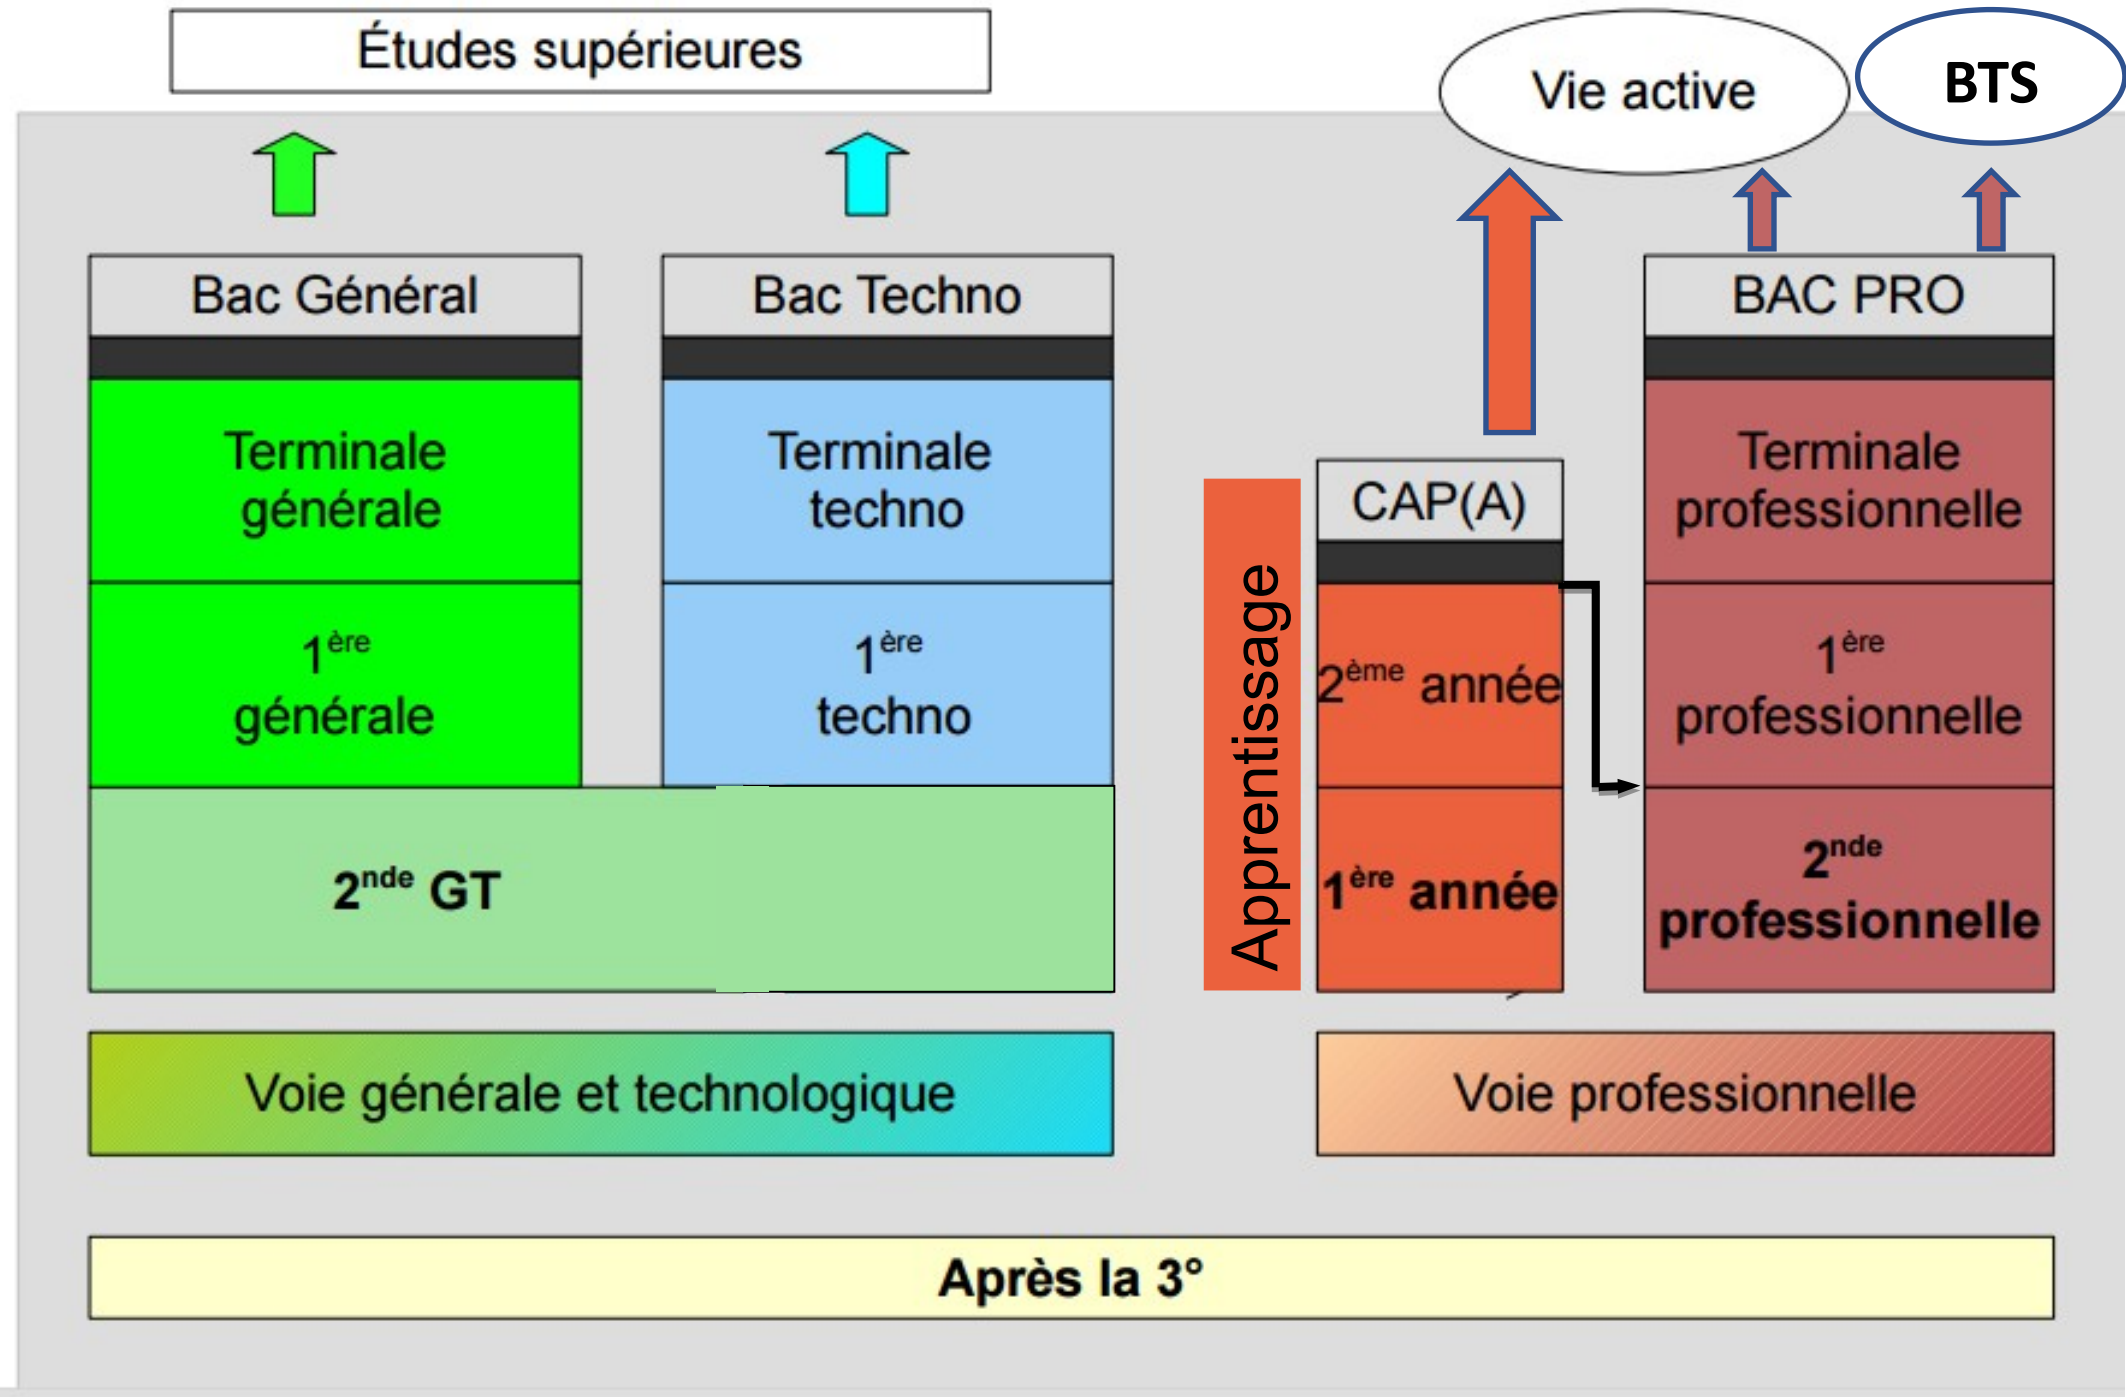 Études supérieures
Vie active
BTS
Bac Général
Bac Techno
BAC PRO
Terminale
générale
Terminale
techno
CAP(A)
Terminale
professionnelle
Apprentissage
1ère
générale
1ère
techno
2ème année
1ère
professionnelle
2nde GT
1ère année
2nde
professionnelle
Voie générale et technologique
Voie professionnelle
Après la 3°